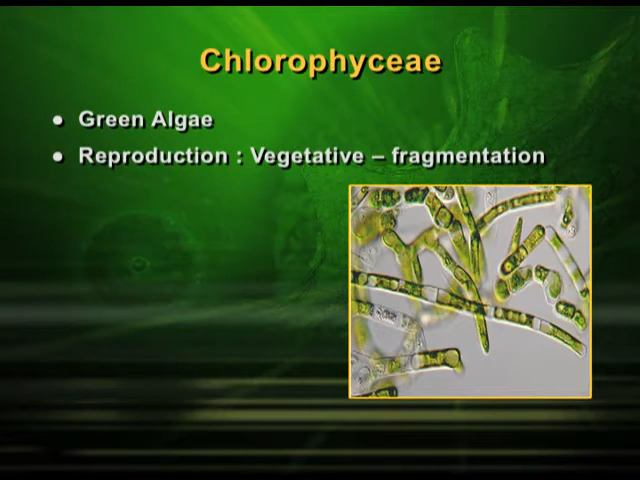 Chlorophyceae
● Green Algae
● Reproduction : Vegetative – fragmentation